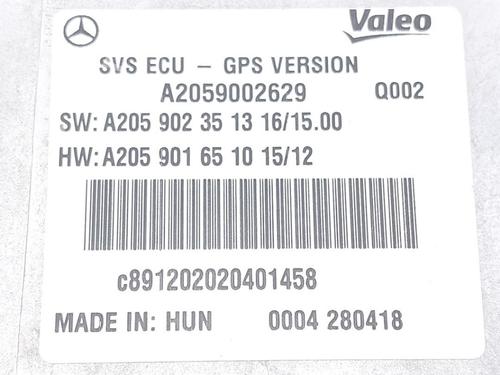 Valeo
SVS ECU - GPS VERSION
A2059002629 Q002
SW: A205 902 35 13 16/15.00
HW: A205 901 65 10 15/12
c891202020401458
MADE IN: HUN 0004 280418